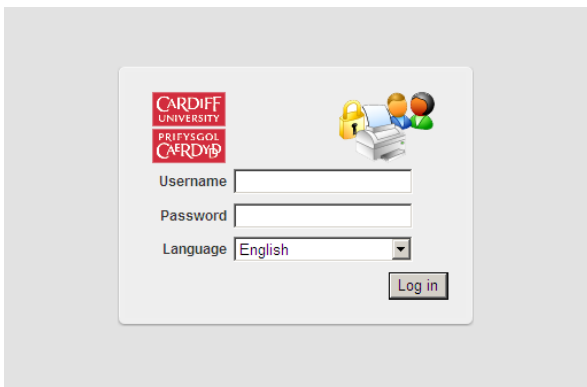 CARDIFF
UNIVERSITY
PRIFYSGOL
CAERDYDD
Username
Password
Language English
Log in